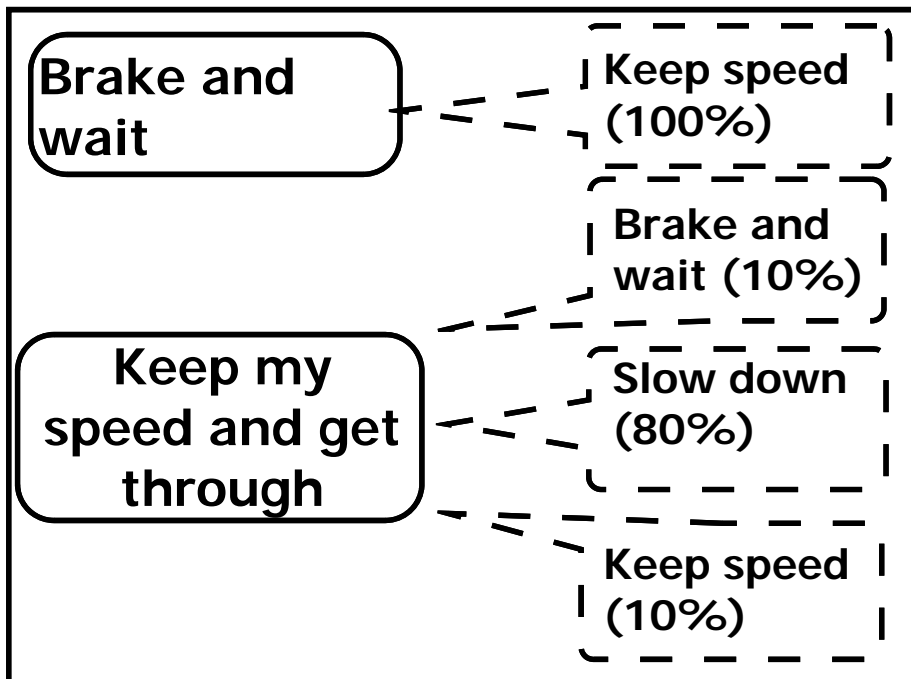 Brake and
wait
Keep speed
(100%)
Brake and
wait (10%)
Keep my
speed and get
through
Slow down
(80%)
Keep speed
(10%)